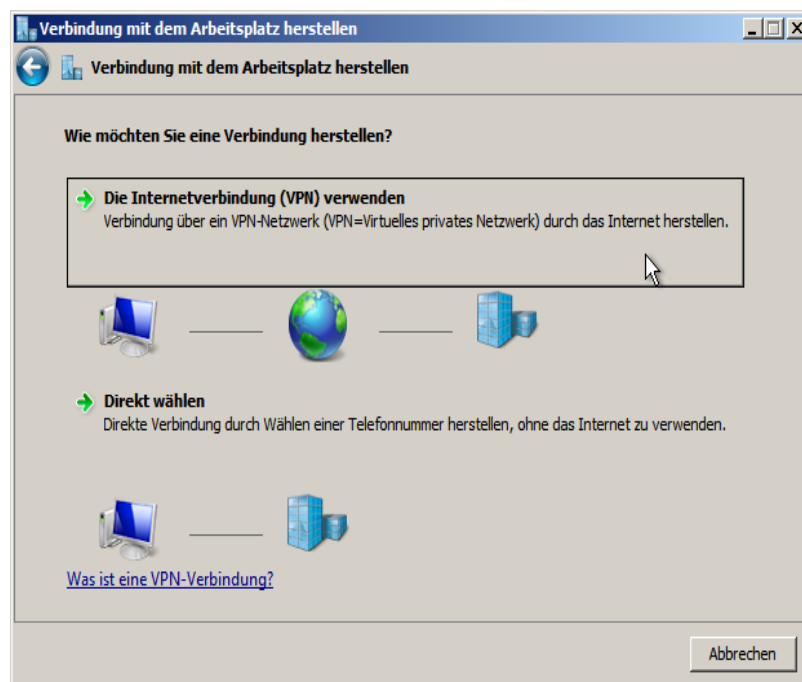 Verbindung mit dem Arbeitsplatz herstellen
Verbindung mit dem Arbeitsplatz herstellen
Wie möchten Sie eine Verbindung herstellen?
Die Internetverbindung (VPN) verwenden
Verbindung über ein VPN-Netzwerk (VPN=Virtuelles privates Netzwerk) durch das Internet herstellen.
Direkt wählen
Direkte Verbindung durch Wählen einer Telefonnummer herstellen, ohne das Internet zu verwenden.
Was ist eine VPN-Verbindung?
Abbrechen